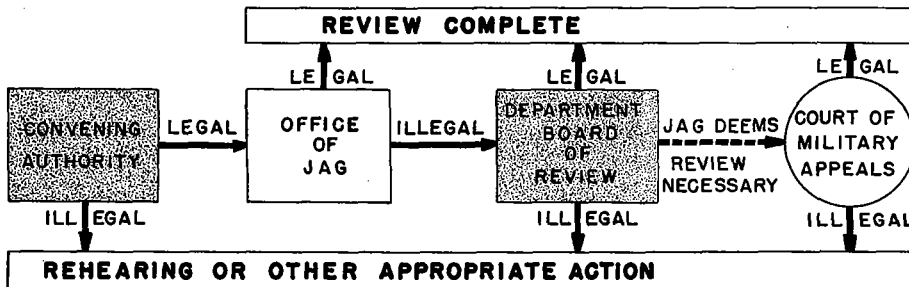 REVIEW COMPLETE
LEGAL
LEGAL
LEGAL
CONVENING
AUTHORITY
LEGAL
OFFICE
OF
JAG
ILLEGAL
DEPARTMENT
BOARD
OF
REVIEW
JAG DEEMS
REVIEW
NECESSARY
COURT OF
MILITARY
APPEALS
ILLEGAL
ILLEGAL
ILLEGAL
REHEARING OR OTHER APPROPRIATE ACTION